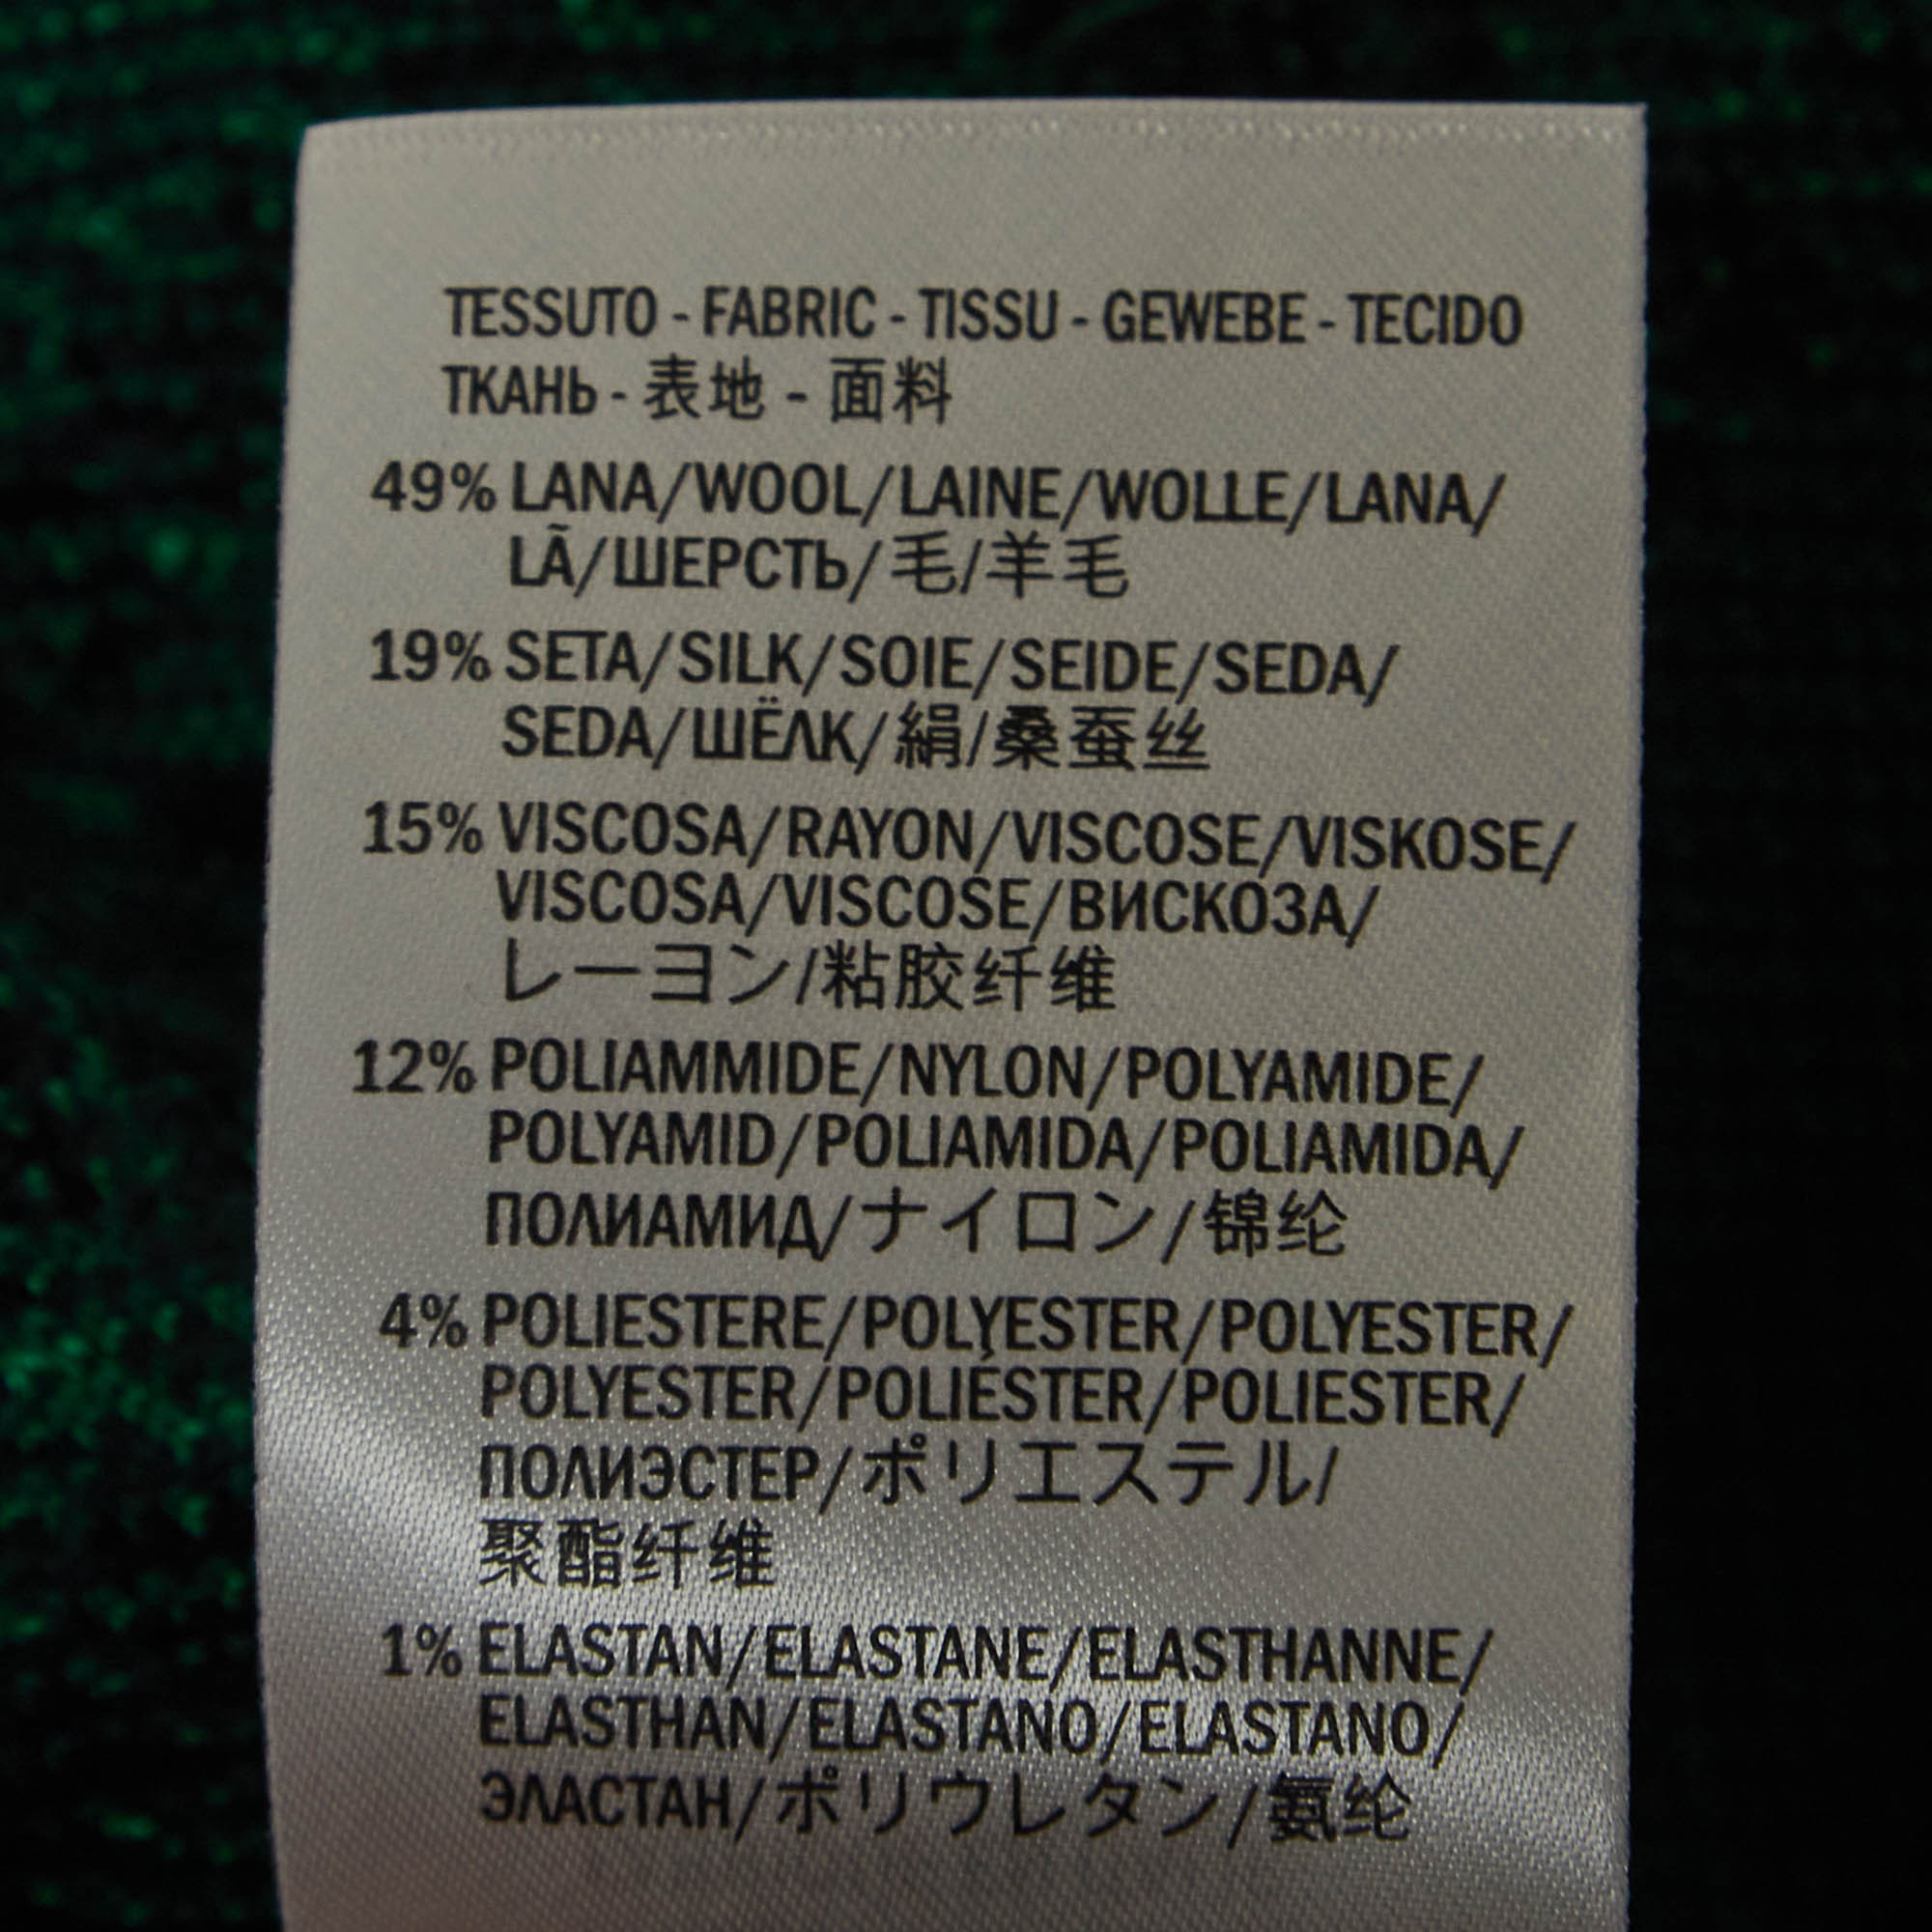 TESSUTO - FABRIC - TISSU - GEWEBE - TECIDO
ТКАНЬ - 表地 - 面料
49% LANA/WOOL/LAINE/WOLLE/LANA/
LÃ/ШЕРСТЬ/毛/羊毛
19% SETA/SILK/SOIE/SEIDE/SEDA/
SEDA/ШЁЛК/絹/桑蚕丝
15% VISCOSA/RAYON/VISCOSE/VISKOSE/
VISCOSA/VISCOSE/ВИСКОЗА/
レーヨン/粘胶纤维
12% POLIAMMIDE/NYLON/POLYAMIDE/
POLYAMID/POLIAMIDA/POLIAMIDA/
ПОЛИАМИД/ナイロン/锦纶
4% POLIESTERE/POLYESTER/POLYESTER/
POLYESTER/POLIÉSTER/POLIESTER/
ПОЛИЭСТЕР/ポリエステル/
聚酯纤维
1% ELASTAN/ELASTANE/ELASTHANNE/
ELASTHAN/ELASTANO/ELASTANO/
ЭЛАСТАН/ポリウレタン/氨纶